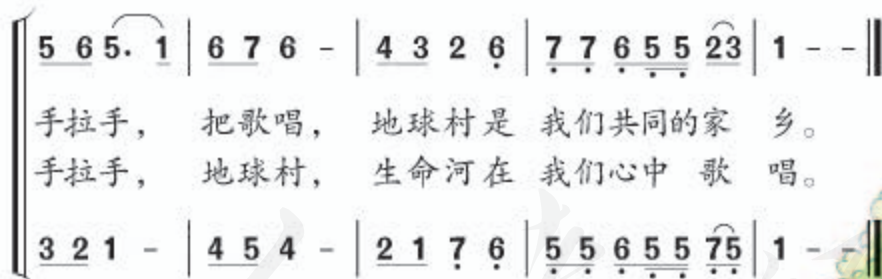 5 6 5. 1 | 6 7 6 - | 4 3 2 6̣ | 7̣ 7̣ 6̣ 5̣ 5̣ 2 3 | 1 - - ‖
手拉手， 把歌唱， 地球村是 我们共同的家 乡。
手拉手， 地球村， 生命河在 我们心中 歌 唱。
3 2 1 - | 4 5 4 - | 2 1 7̣ 6̣ | 5̣ 5̣ 6̣ 5̣ 5̣ 7̣ 5̣ | 1 - - ‖